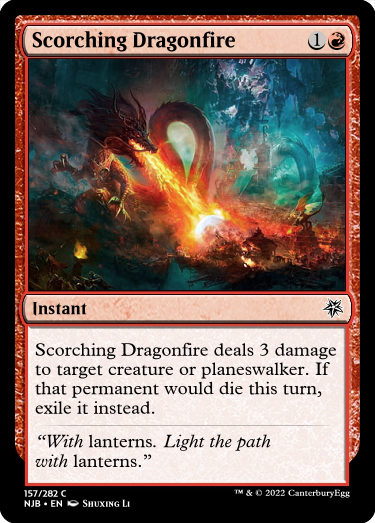 Scorching Dragonfire 1
Instant
Scorching Dragonfire deals 3 damage
to target creature or planeswalker. If
that permanent would die this turn,
exile it instead.
“With lanterns. Light the path
with lanterns.”
157/282 C
NJB • EN Shuxing Li
™ & © 2022 CanterburyEgg